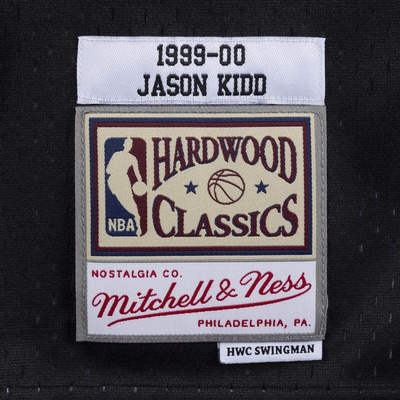 1999-00
JASON KIDD
HARDWOOD
NBA
CLASSICS
NOSTALGIA CO.
Mitchell & Ness
PHILADELPHIA, PA.
HWC SWINGMAN